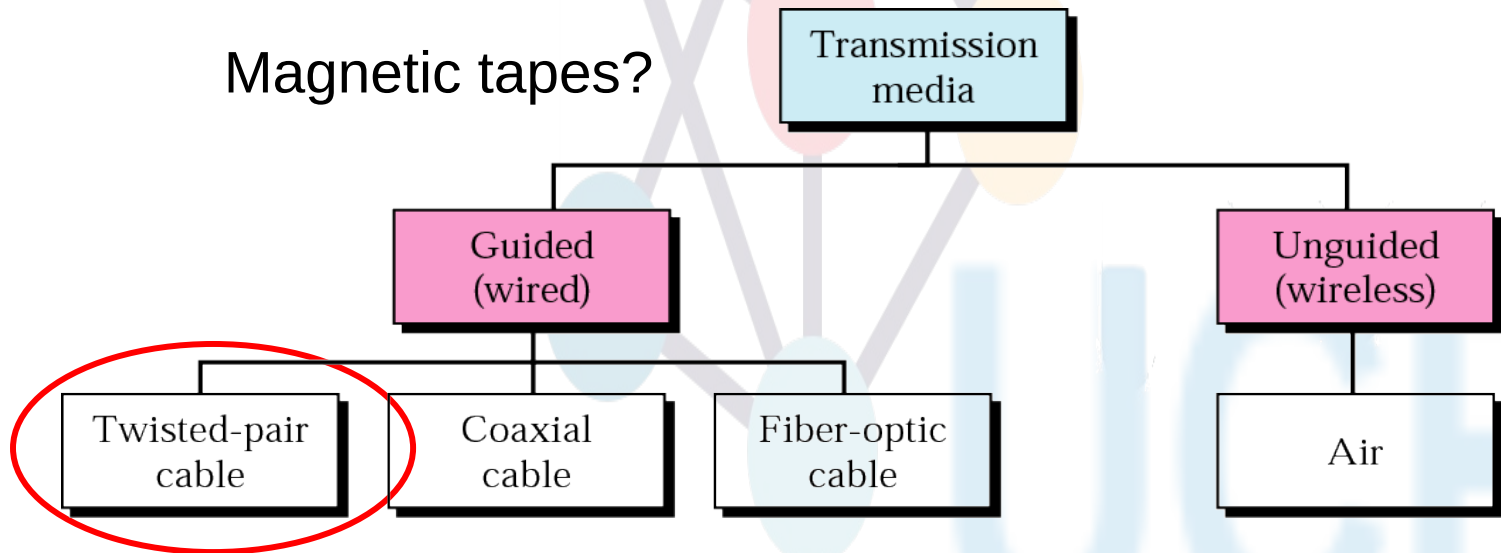 Magnetic tapes?
Transmission
media
Guided
(wired)
Unguided
(wireless)
Twisted-pair
cable
Coaxial
cable
Fiber-optic
cable
Air